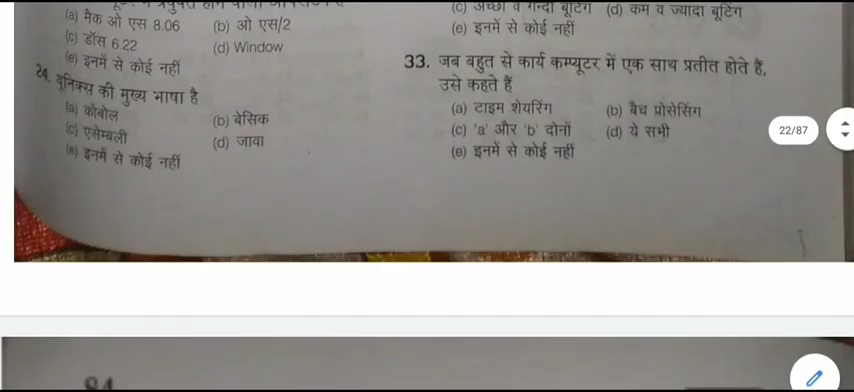 (a) मैक ओ एस 8.06 (b) ओ एस/2
(c) डॉस 6.22 (d) Window
(e) इनमें से कोई नहीं
24. यूनिक्स की मुख्य भाषा है
(a) कोबोल (b) बेसिक
(c) एसेम्बली (d) जावा
(e) इनमें से कोई नहीं
(c) अच्छी व गन्दी बूटिंग (d) कम व ज्यादा बूटिंग
(e) इनमें से कोई नहीं
33. जब बहुत से कार्य कम्प्यूटर में एक साथ प्रतीत होते हैं,
उसे कहते हैं
(a) टाइम शेयरिंग (b) बैच प्रोसेसिंग
(c) 'a' और 'b' दोनों (d) ये सभी
(e) इनमें से कोई नहीं
22/87